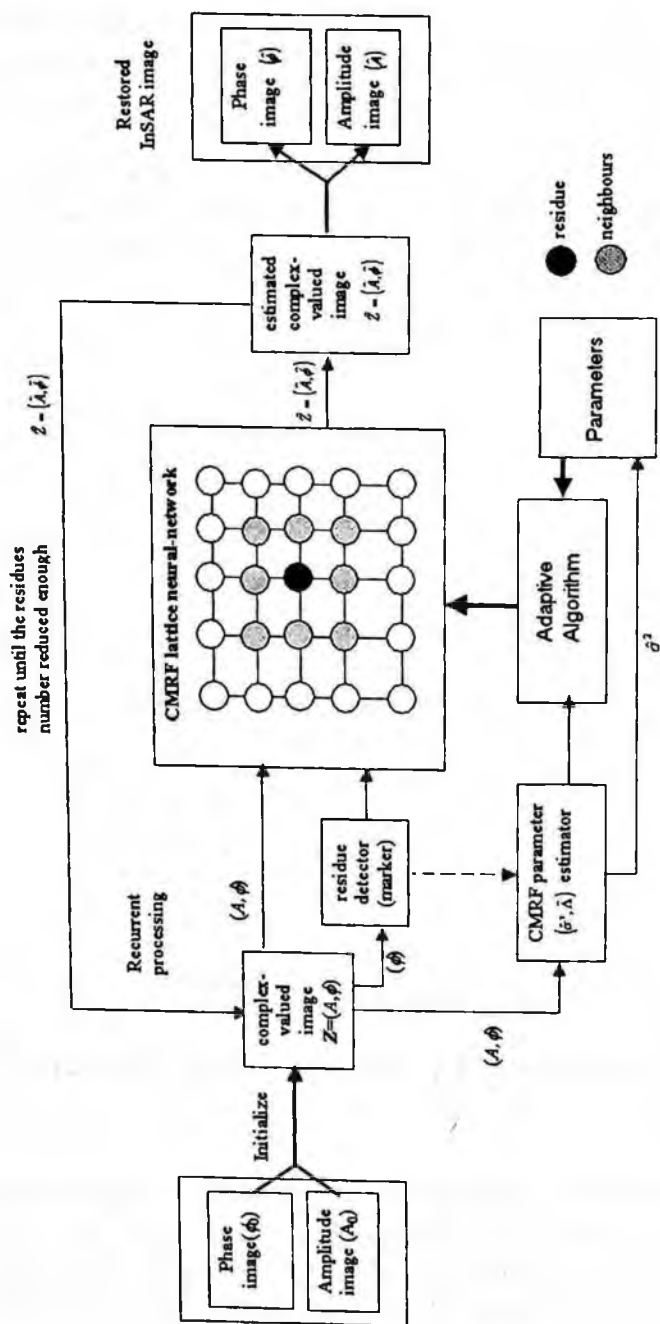 Phase
image(ϕ₀)
Amplitude
image (A₀)
Initialize
Recurrent
processing
complex-
valued
image
Z=(A,ϕ)
repeat until the residues
number reduced enough
Ẑ = (Â,ϕ̂)
(A,ϕ)
(ϕ)
(A,ϕ)
residue
detector
(marker)
CMRF parameter
(σ̂²,Λ̂) estimator
CMRF lattice neural-network
Adaptive
Algorithm
Parameters
σ̂²
Ẑ = (Â,ϕ̂)
estimated
complex-
valued
image
Ẑ = (Â,ϕ̂)
Restored
InSAR image
Phase
image (ϕ̂)
Amplitude
image (Â)
residue
neighbours